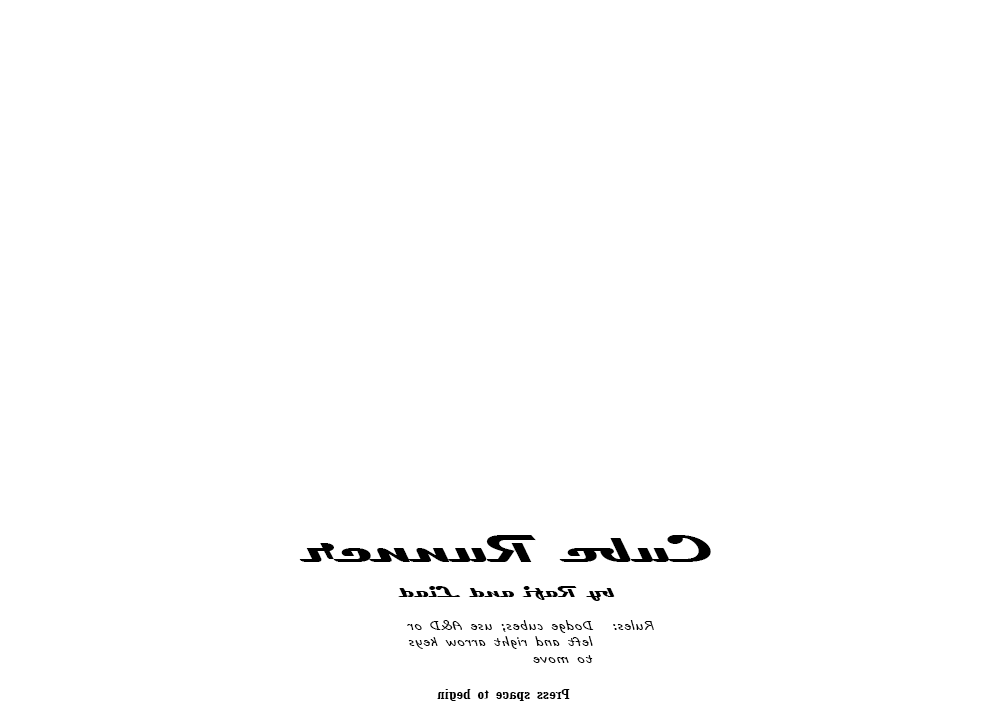 Cube Runner
by Rafi and Liad
Rules: Dodge cubes; use A&D or
left and right arrow keys
to move
Press space to begin